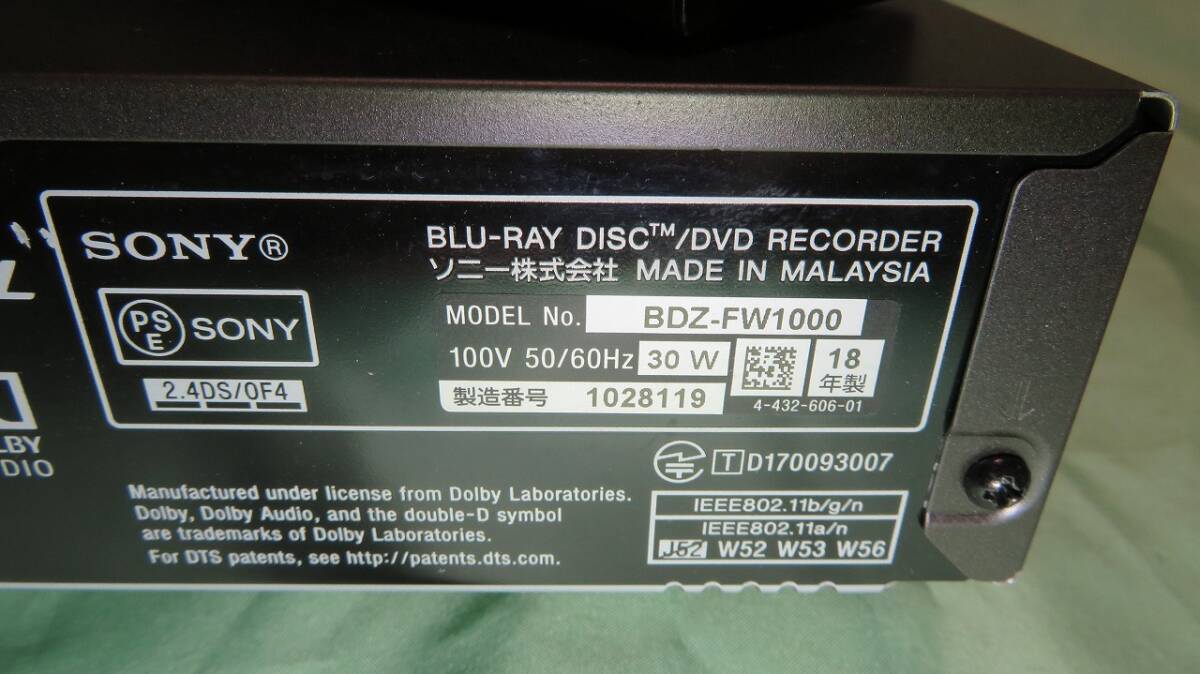 SONY®
BLU-RAY DISC™/DVD RECORDER
ソニー株式会社 MADE IN MALAYSIA
PS
E
SONY
MODEL No. BDZ-FW1000
100V 50/60Hz 30 W
18
年製
2.4DS/OF4
製造番号 1028119
4-432-606-01
LBY
DIO
T D170093007
Manufactured under license from Dolby Laboratories.
Dolby, Dolby Audio, and the double-D symbol
are trademarks of Dolby Laboratories.
For DTS patents, see http://patents.dts.com.
IEEE802.11b/g/n
IEEE802.11a/n
J52 W52 W53 W56